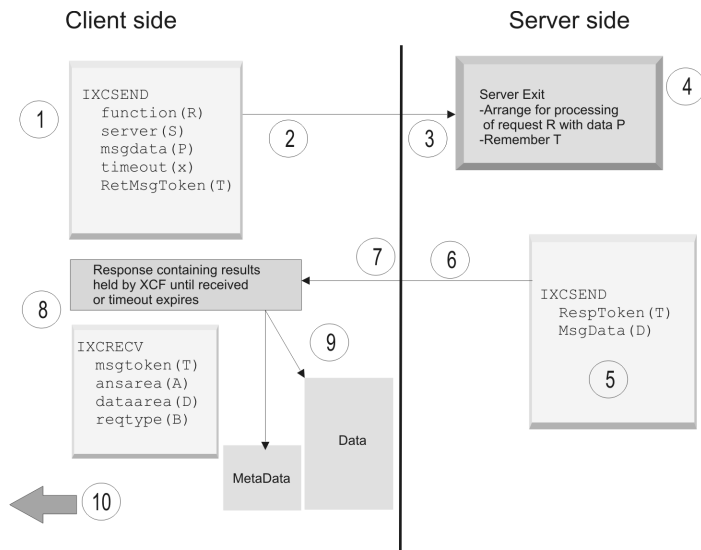 Client side
Server side
1
IXCSEND
function(R)
server(S)
msgdata(P)
timeout(x)
RetMsgToken(T)
2
3
Server Exit
-Arrange for processing
of request R with data P
-Remember T
4
Response containing results
held by XCF until received
or timeout expires
7
6
IXCSEND
RespToken(T)
MsgData(D)
5
8
IXCRECV
msgtoken(T)
ansarea(A)
dataarea(D)
reqtype(B)
9
Data
MetaData
10